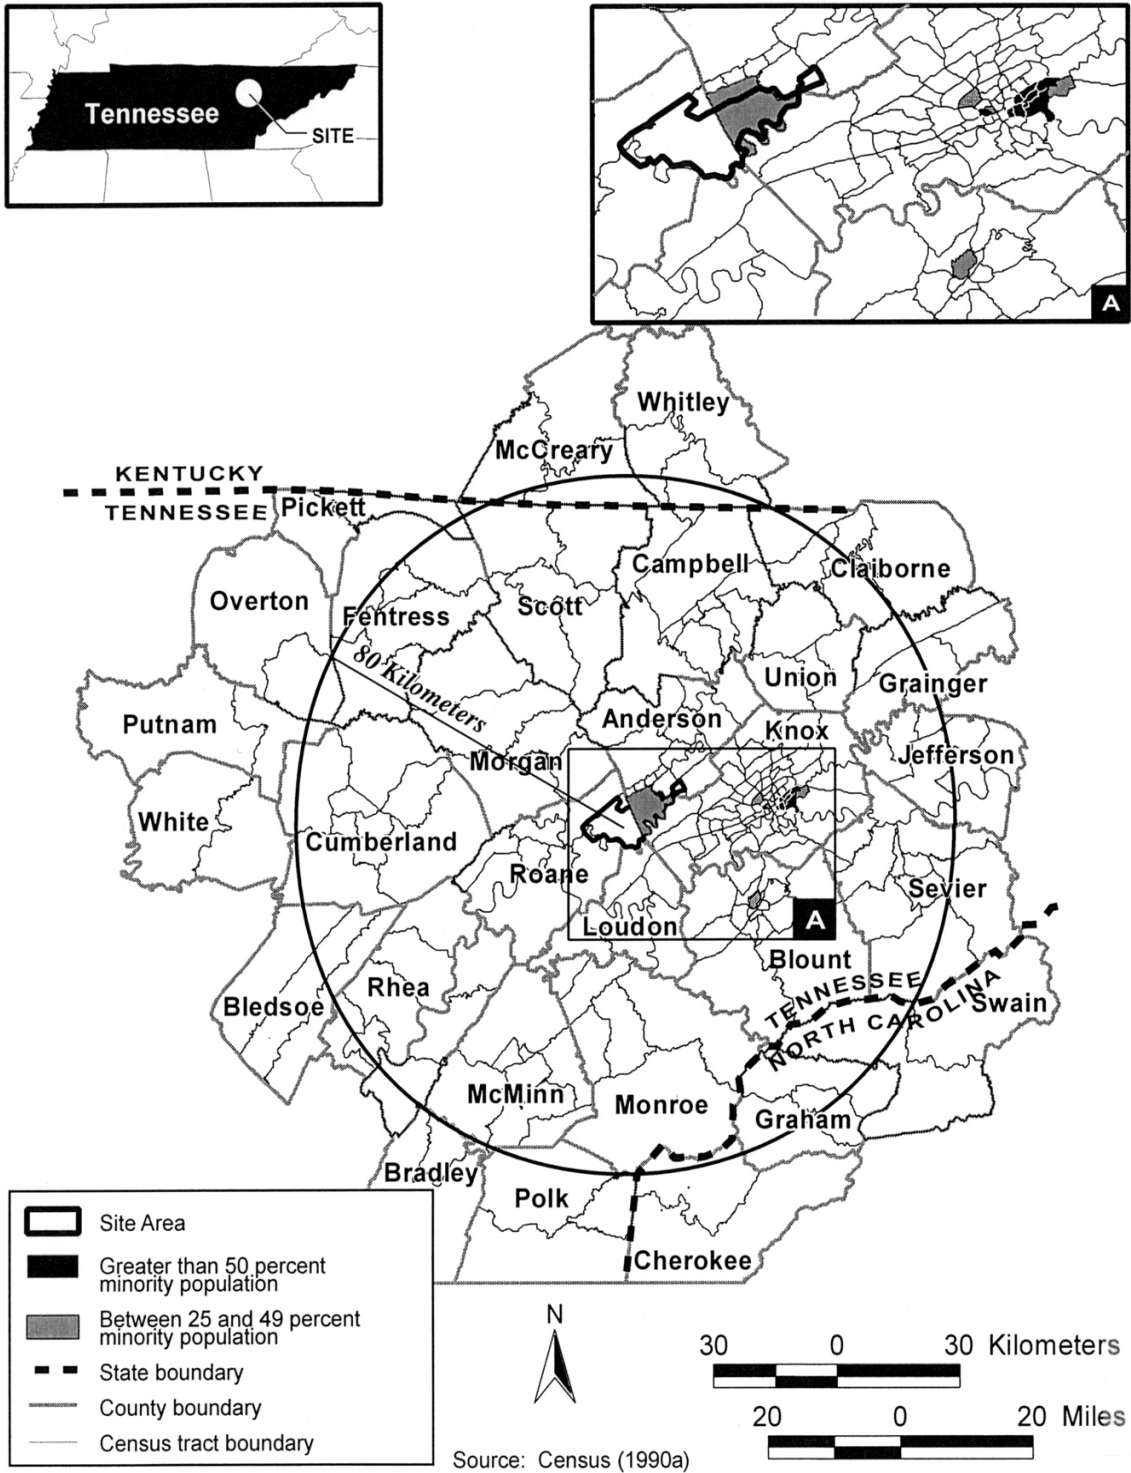 Tennessee
SITE
A
Whitley
McCreary
KENTUCKY
TENNESSEE
Pickett
Campbell
Claiborne
Overton
Fentress
Scott
80 Kilometers
Union
Grainger
Putnam
Anderson
Knox
Morgan
Jefferson
White
Cumberland
Roane
Sevier
Loudon
A
Blount
TENNESSEE
NORTH CAROLINA
Rhea
Bledsoe
Swain
McMinn
Monroe
Graham
Bradley
Polk
Cherokee
Site Area
Greater than 50 percent
minority population
Between 25 and 49 percent
minority population
State boundary
County boundary
Census tract boundary
N
30 0 30 Kilometers
20 0 20 Miles
Source: Census (1990a)